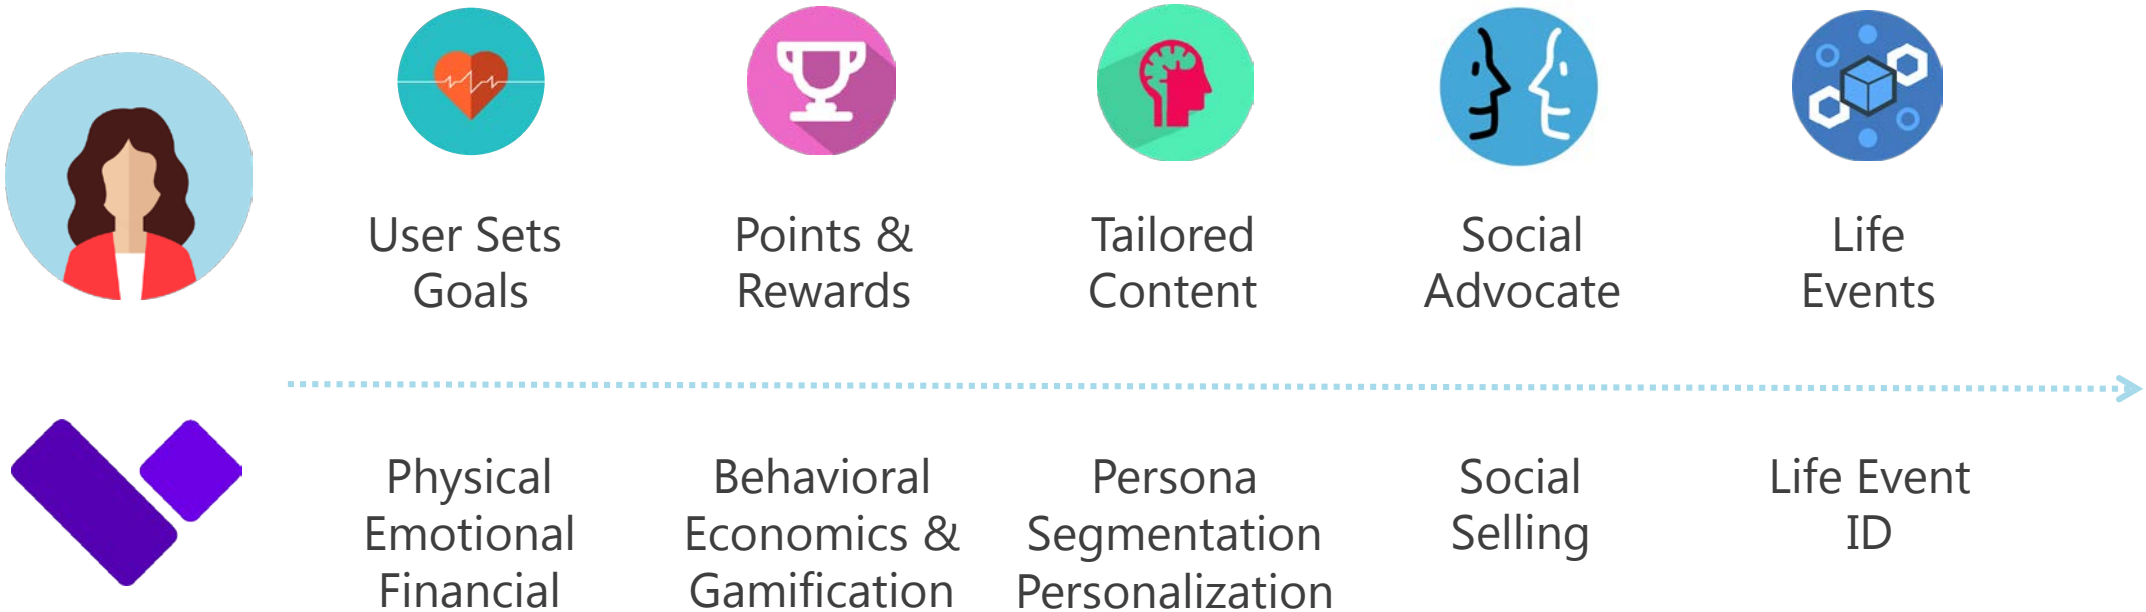 User Sets
Goals
Points &
Rewards
Tailored
Content
Social
Advocate
Life
Events
Physical
Emotional
Financial
Behavioral
Economics &
Gamification
Persona
Segmentation
Personalization
Social
Selling
Life Event
ID